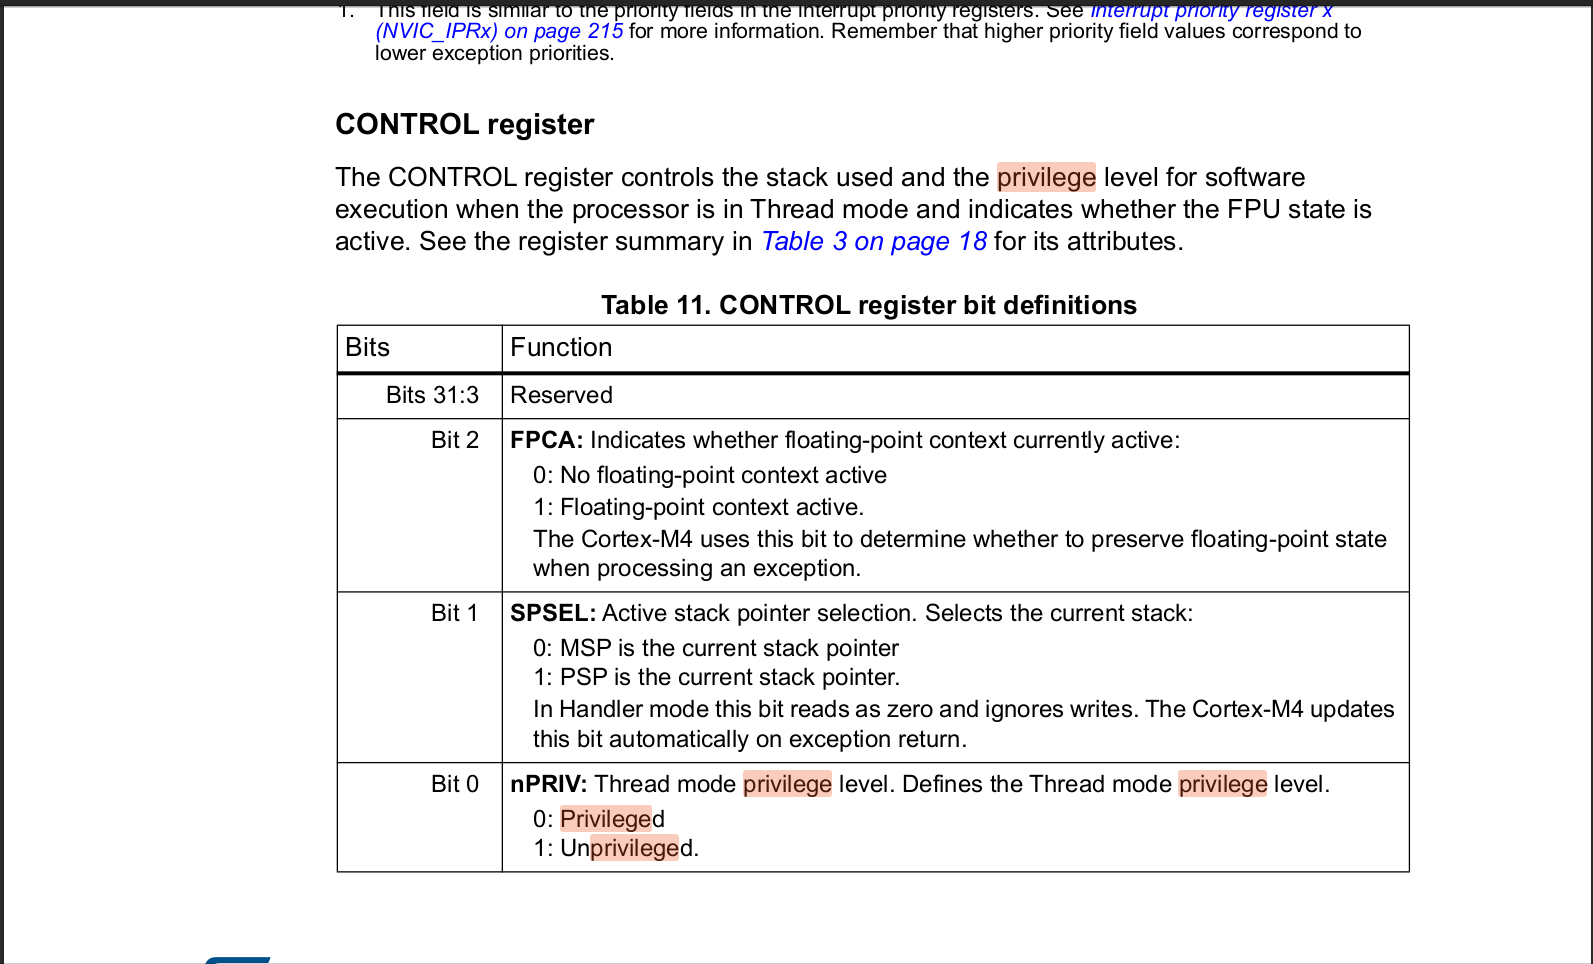 1. This field is similar to the priority fields in the interrupt priority registers. See Interrupt priority register x
(NVIC_IPRx) on page 215 for more information. Remember that higher priority field values correspond to
lower exception priorities.
CONTROL register
The CONTROL register controls the stack used and the privilege level for software
execution when the processor is in Thread mode and indicates whether the FPU state is
active. See the register summary in Table 3 on page 18 for its attributes.
Table 11. CONTROL register bit definitions
Bits Function
Bits 31:3 Reserved
Bit 2 FPCA: Indicates whether floating-point context currently active:
0: No floating-point context active
1: Floating-point context active.
The Cortex-M4 uses this bit to determine whether to preserve floating-point state
when processing an exception.
Bit 1 SPSEL: Active stack pointer selection. Selects the current stack:
0: MSP is the current stack pointer
1: PSP is the current stack pointer.
In Handler mode this bit reads as zero and ignores writes. The Cortex-M4 updates
this bit automatically on exception return.
Bit 0 nPRIV: Thread mode privilege level. Defines the Thread mode privilege level.
0: Privileged
1: Unprivileged.